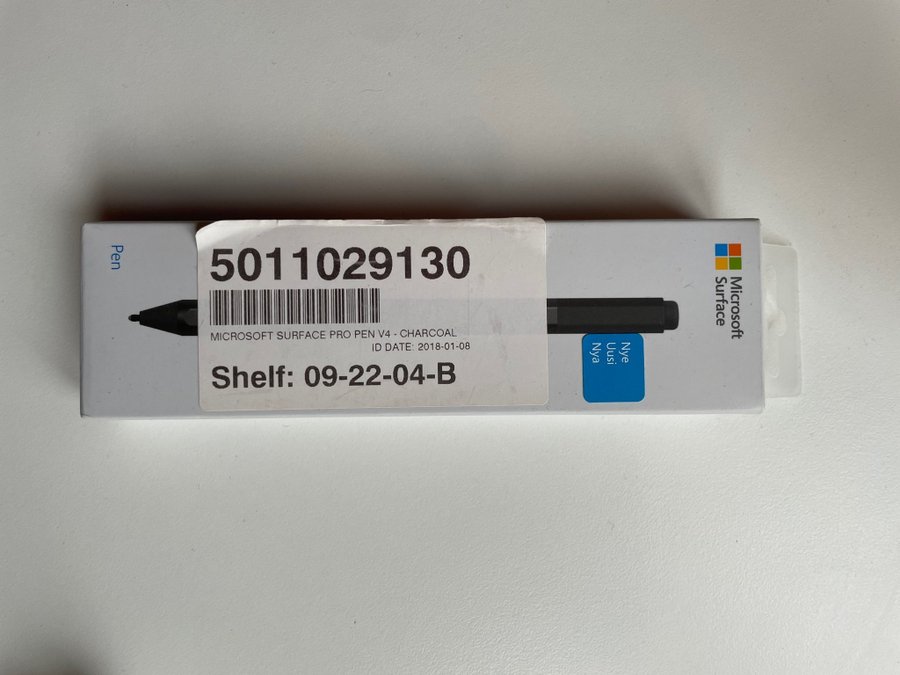 Pen
5011029130
MICROSOFT SURFACE PRO PEN V4 - CHARCOAL
ID DATE: 2018-01-08
Shelf: 09-22-04-B
Nye
Uusi
Nya
Microsoft
Surface